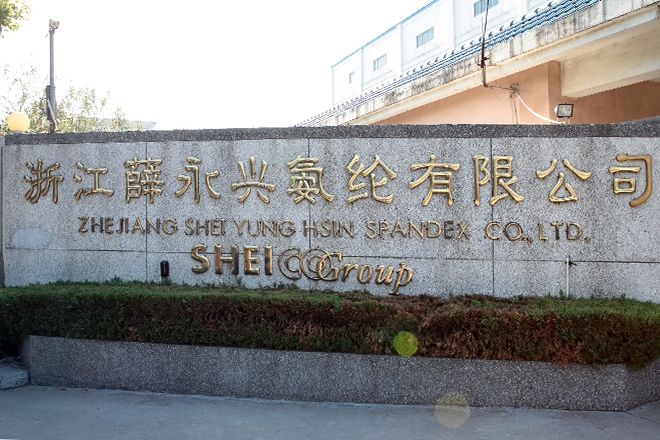 浙江薛永兴氨纶有限公司
ZHEJIANG SHEI YUNG HSIN SPANDEX CO., LTD.
SHEICO Group